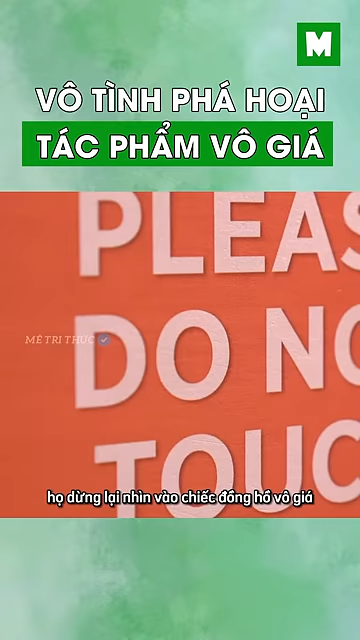 M
VÔ TÌNH PHÁ HOẠI
TÁC PHẨM VÔ GIÁ
PLEAS
DO NO
MÊ TRI THỨC
TOUC
họ dừng lại nhìn vào chiếc đồng hồ vô giá